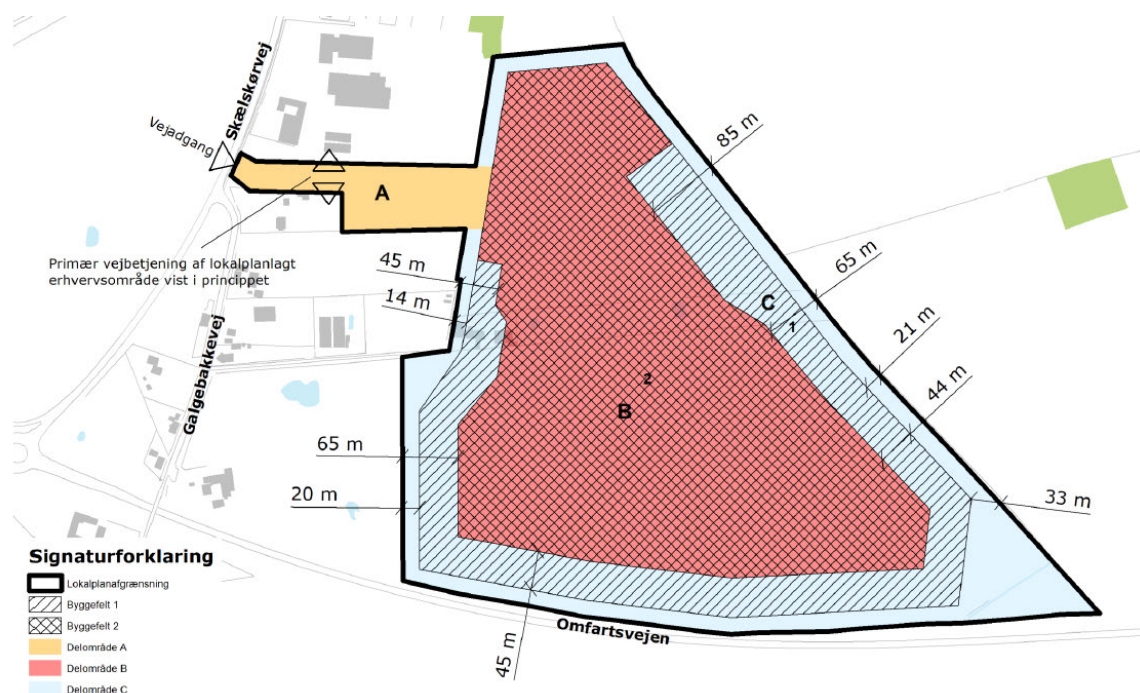 Skælskørvej
Vejadgang
A
Primær vejbetjening af lokalplanlagt
erhvervsområde vist i princippet
Galgebakkevej
85 m
45 m
14 m
65 m
C
1
21 m
44 m
2
B
65 m
20 m
33 m
Omfartsvejen
45 m
Signaturforklaring
Lokalplanafgrænsning
Byggefelt 1
Byggefelt 2
Delområde A
Delområde B
Delområde C